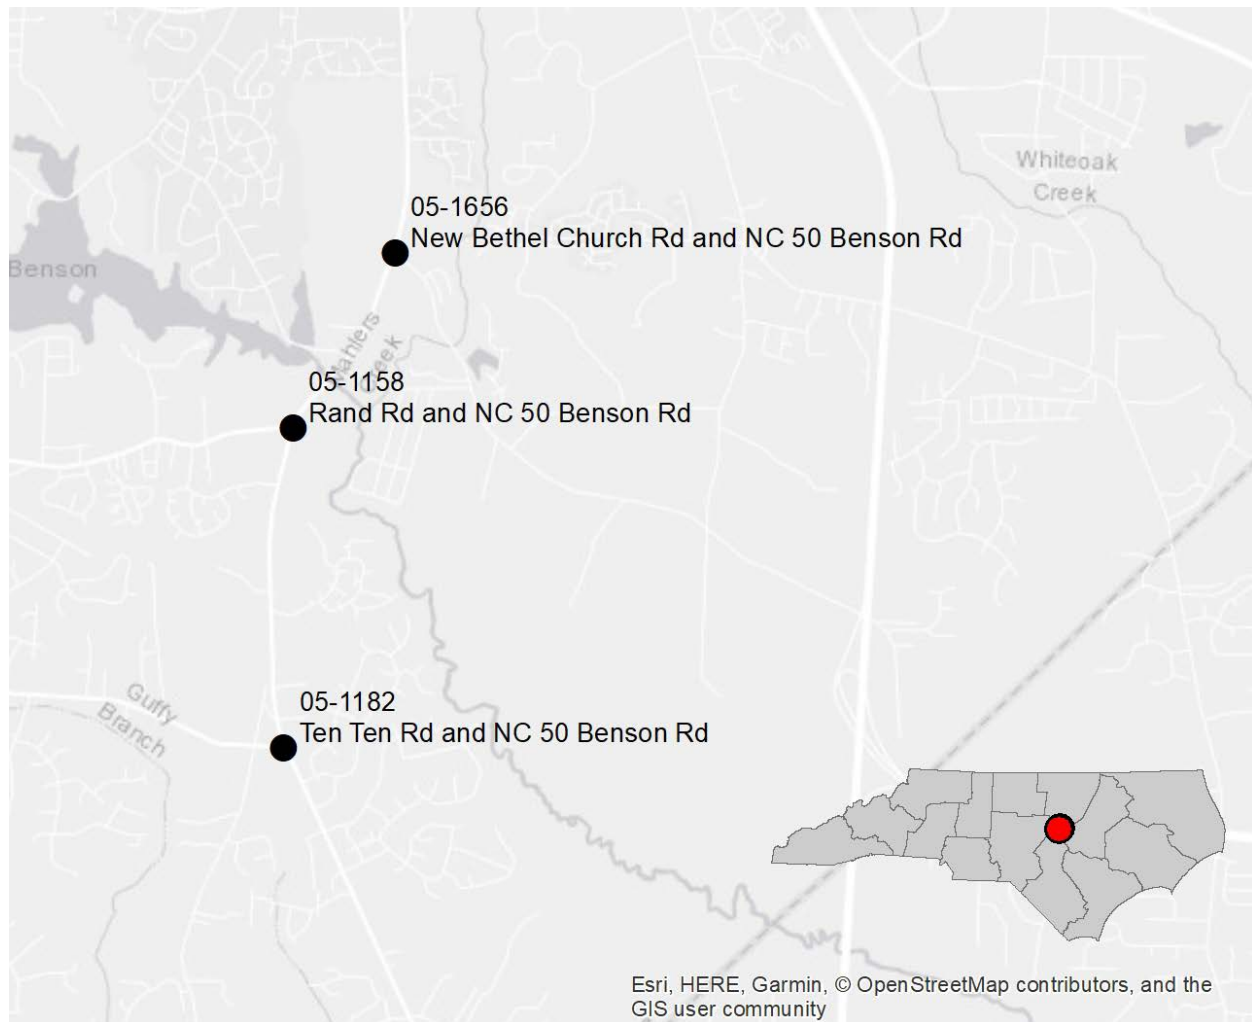 Whiteoak
Creek
05-1656
New Bethel Church Rd and NC 50 Benson Rd
Benson
Mahlers
Creek
05-1158
Rand Rd and NC 50 Benson Rd
Guffy
Branch
05-1182
Ten Ten Rd and NC 50 Benson Rd
Esri, HERE, Garmin, © OpenStreetMap contributors, and the
GIS user community